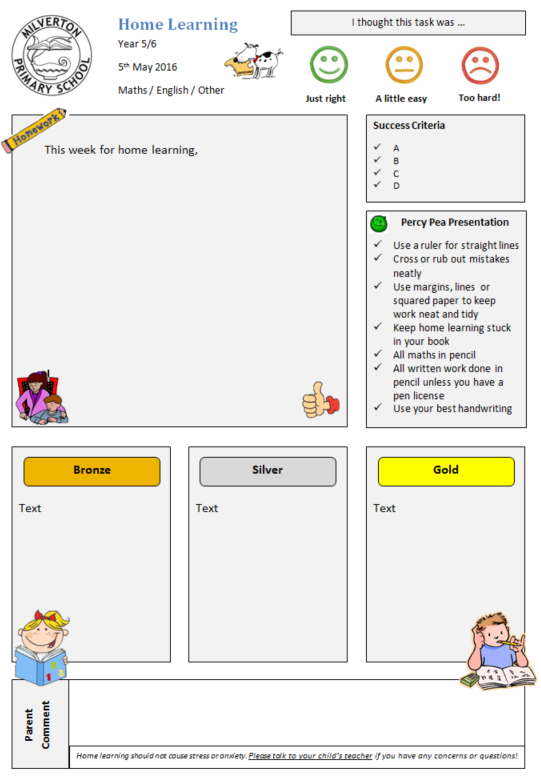 MILVERTON
PRIMARY SCHOOL
Home Learning
Year 5/6
5th May 2016
Maths / English / Other
I thought this task was ...
Just right
A little easy
Too hard!
Homework
This week for home learning,
Success Criteria
✓ A
✓ B
✓ C
✓ D
Percy Pea Presentation
✓ Use a ruler for straight lines
✓ Cross or rub out mistakes
neatly
✓ Use margins, lines or
squared paper to keep
work neat and tidy
✓ Keep home learning stuck
in your book
✓ All maths in pencil
✓ All written work done in
pencil unless you have a
pen license
✓ Use your best handwriting
Bronze
Silver
Gold
Text
Text
Text
Parent
Comment
Home learning should not cause stress or anxiety. Please talk to your child's teacher if you have any concerns or questions!